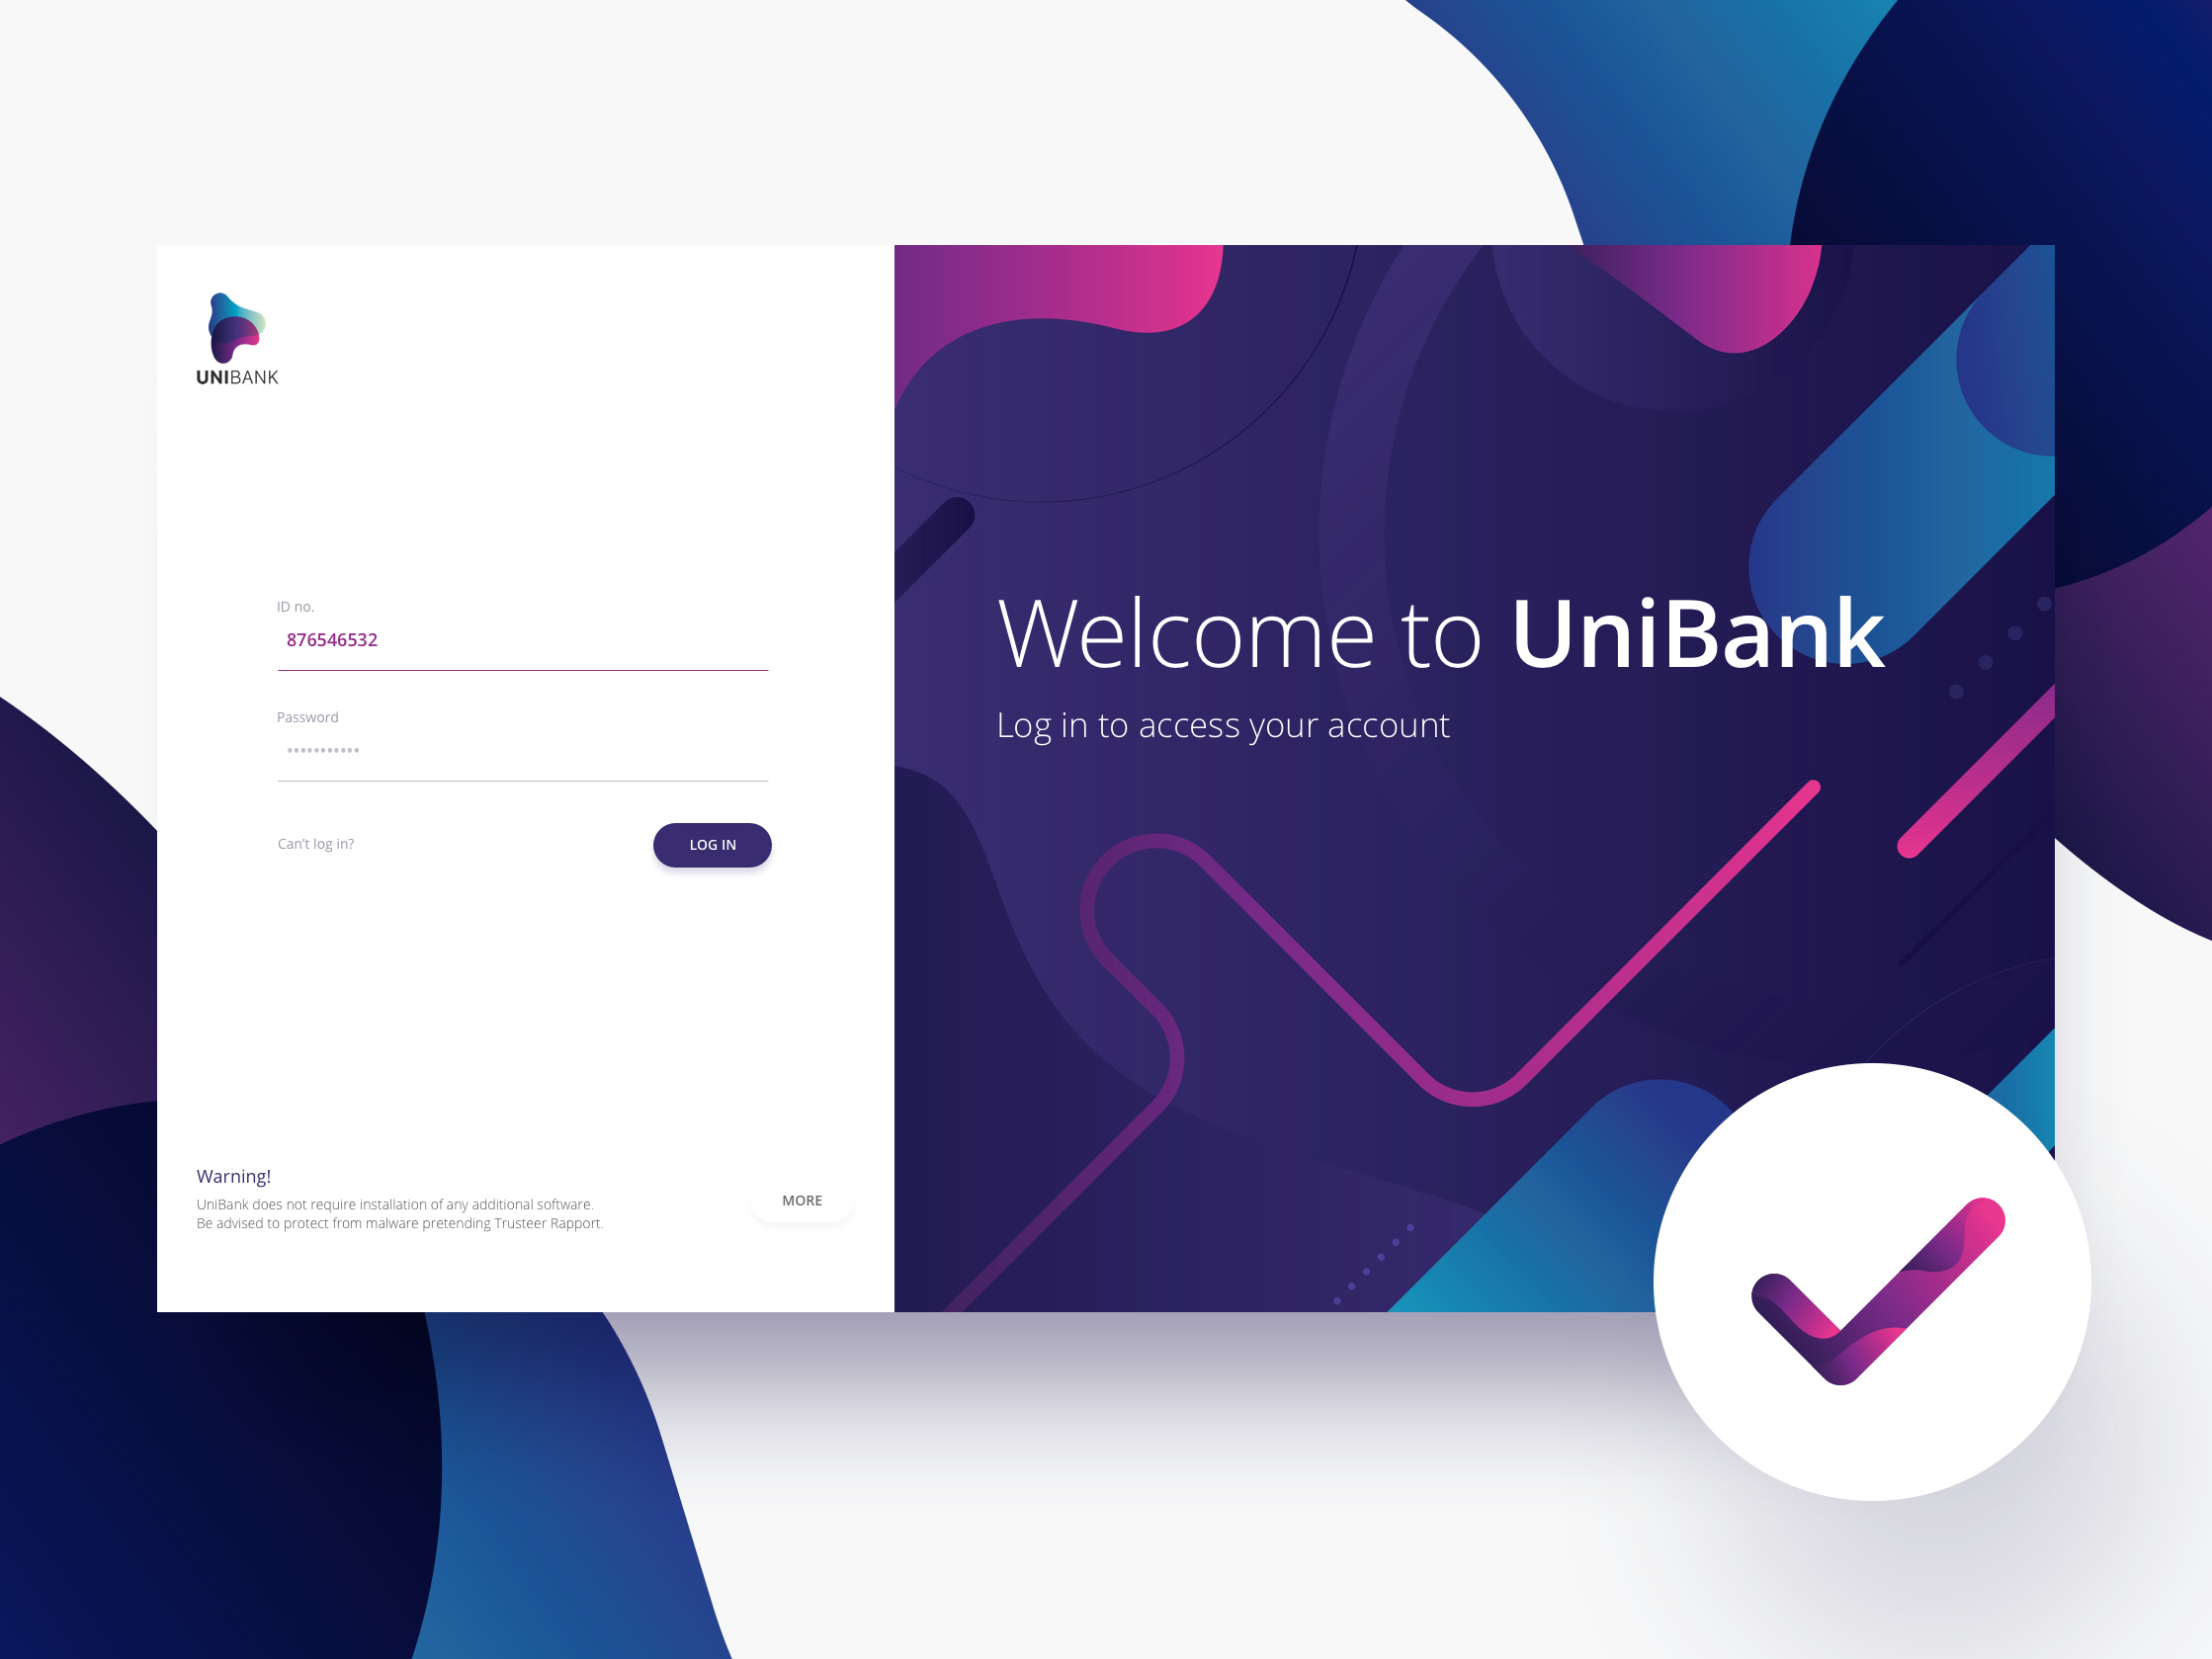 UNIBANK
ID no.
876546532
Password
•••••••••••
Can't log in?
LOG IN
Warning!
UniBank does not require installation of any additional software.
Be advised to protect from malware pretending Trusteer Rapport.
MORE
Welcome to UniBank
Log in to access your account